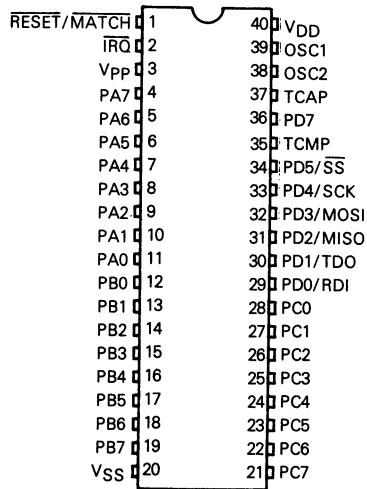 RESET/MATCH 1 40 VDD
IRQ 2 39 OSC1
VPP 3 38 OSC2
PA7 4 37 TCAP
PA6 5 36 PD7
PA5 6 35 TCMP
PA4 7 34 PD5/SS
PA3 8 33 PD4/SCK
PA2 9 32 PD3/MOSI
PA1 10 31 PD2/MISO
PA0 11 30 PD1/TDO
PB0 12 29 PD0/RDI
PB1 13 28 PC0
PB2 14 27 PC1
PB3 15 26 PC2
PB4 16 25 PC3
PB5 17 24 PC4
PB6 18 23 PC5
PB7 19 22 PC6
VSS 20 21 PC7